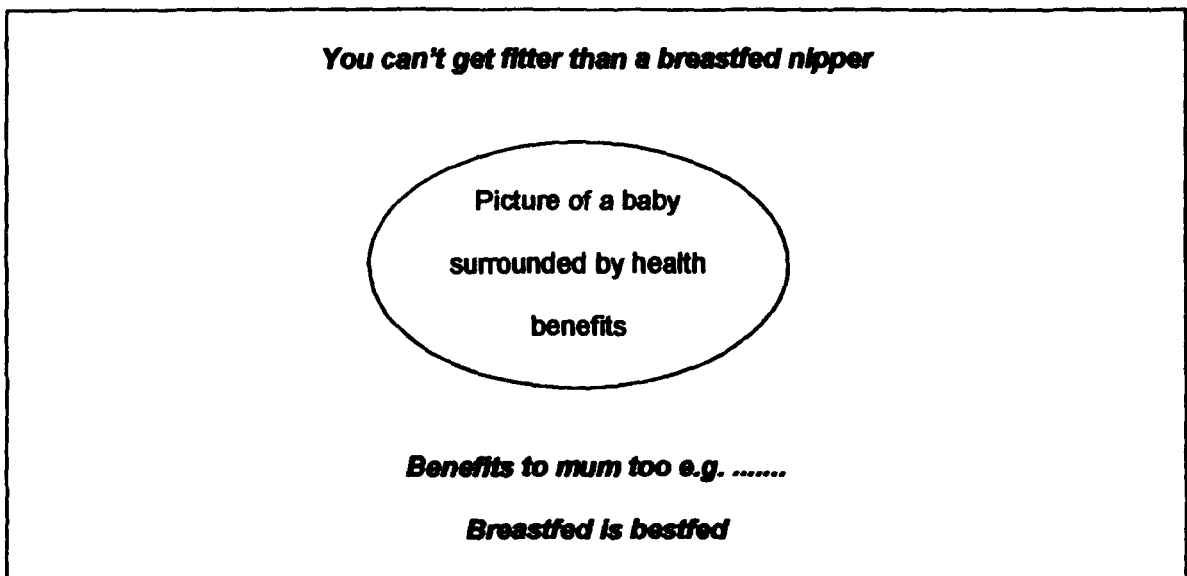 You can't get fitter than a breastfed nipper
Picture of a baby
surrounded by health
benefits
Benefits to mum too e.g. .......
Breastfed is bestfed